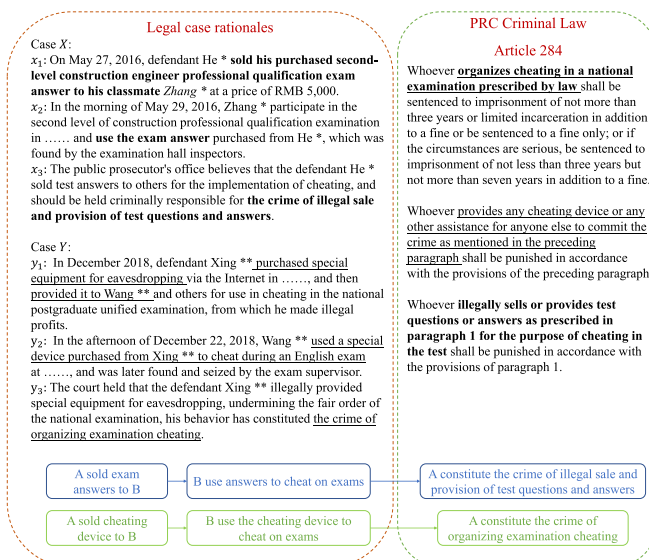 Legal case rationales
Case X:
x₁: On May 27, 2016, defendant He * sold his purchased second-
level construction engineer professional qualification exam
answer to his classmate Zhang * at a price of RMB 5,000.
x₂: In the morning of May 29, 2016, Zhang * participate in the
second level of construction professional qualification examination
in …… and use the exam answer purchased from He *, which was
found by the examination hall inspectors.
x₃: The public prosecutor's office believes that the defendant He *
sold test answers to others for the implementation of cheating, and
should be held criminally responsible for the crime of illegal sale
and provision of test questions and answers.
Case Y:
y₁: In December 2018, defendant Xing ** purchased special
equipment for eavesdropping via the Internet in ……, and then
provided it to Wang ** and others for use in cheating in the national
postgraduate unified examination, from which he made illegal
profits.
y₂: In the afternoon of December 22, 2018, Wang ** used a special
device purchased from Xing ** to cheat during an English exam
at ……, and was later found and seized by the exam supervisor.
y₃: The court held that the defendant Xing ** illegally provided
special equipment for eavesdropping, undermining the fair order of
the national examination, his behavior has constituted the crime of
organizing examination cheating.
PRC Criminal Law
Article 284
Whoever organizes cheating in a national
examination prescribed by law shall be
sentenced to imprisonment of not more than
three years or limited incarceration in addition
to a fine or be sentenced to a fine only; or if
the circumstances are serious, be sentenced to
imprisonment of not less than three years but
not more than seven years in addition to a fine.
Whoever provides any cheating device or any
other assistance for anyone else to commit the
crime as mentioned in the preceding
paragraph shall be punished in accordance
with the provisions of the preceding paragraph
Whoever illegally sells or provides test
questions or answers as prescribed in
paragraph 1 for the purpose of cheating in
the test shall be punished in accordance with
the provisions of paragraph 1.
A sold exam
answers to B
B use answers to cheat on exams
A constitute the crime of illegal sale and
provision of test questions and answers
A sold cheating
device to B
B use the cheating device to
cheat on exams
A constitute the crime of
organizing examination cheating